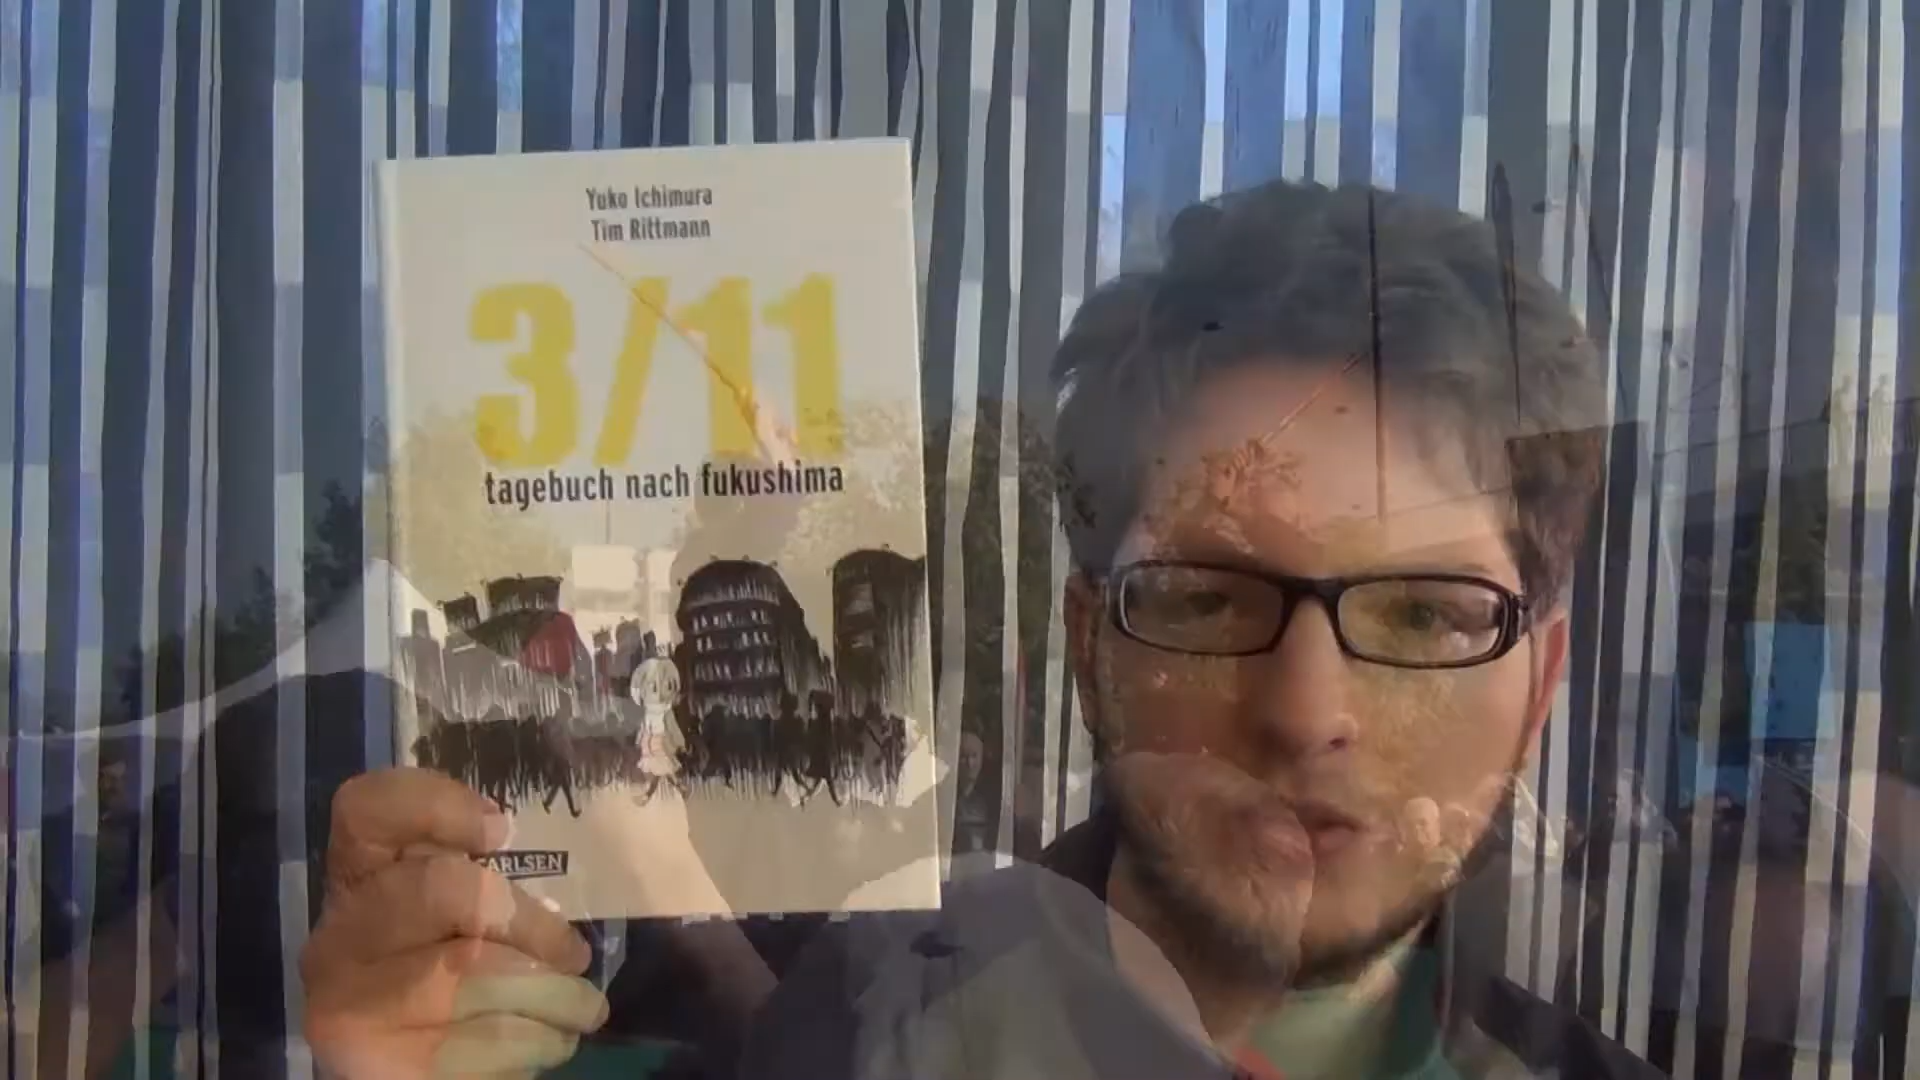 Yuko Ichimura
Tim Rittmann
3/11
tagebuch nach fukushima
CARLSEN